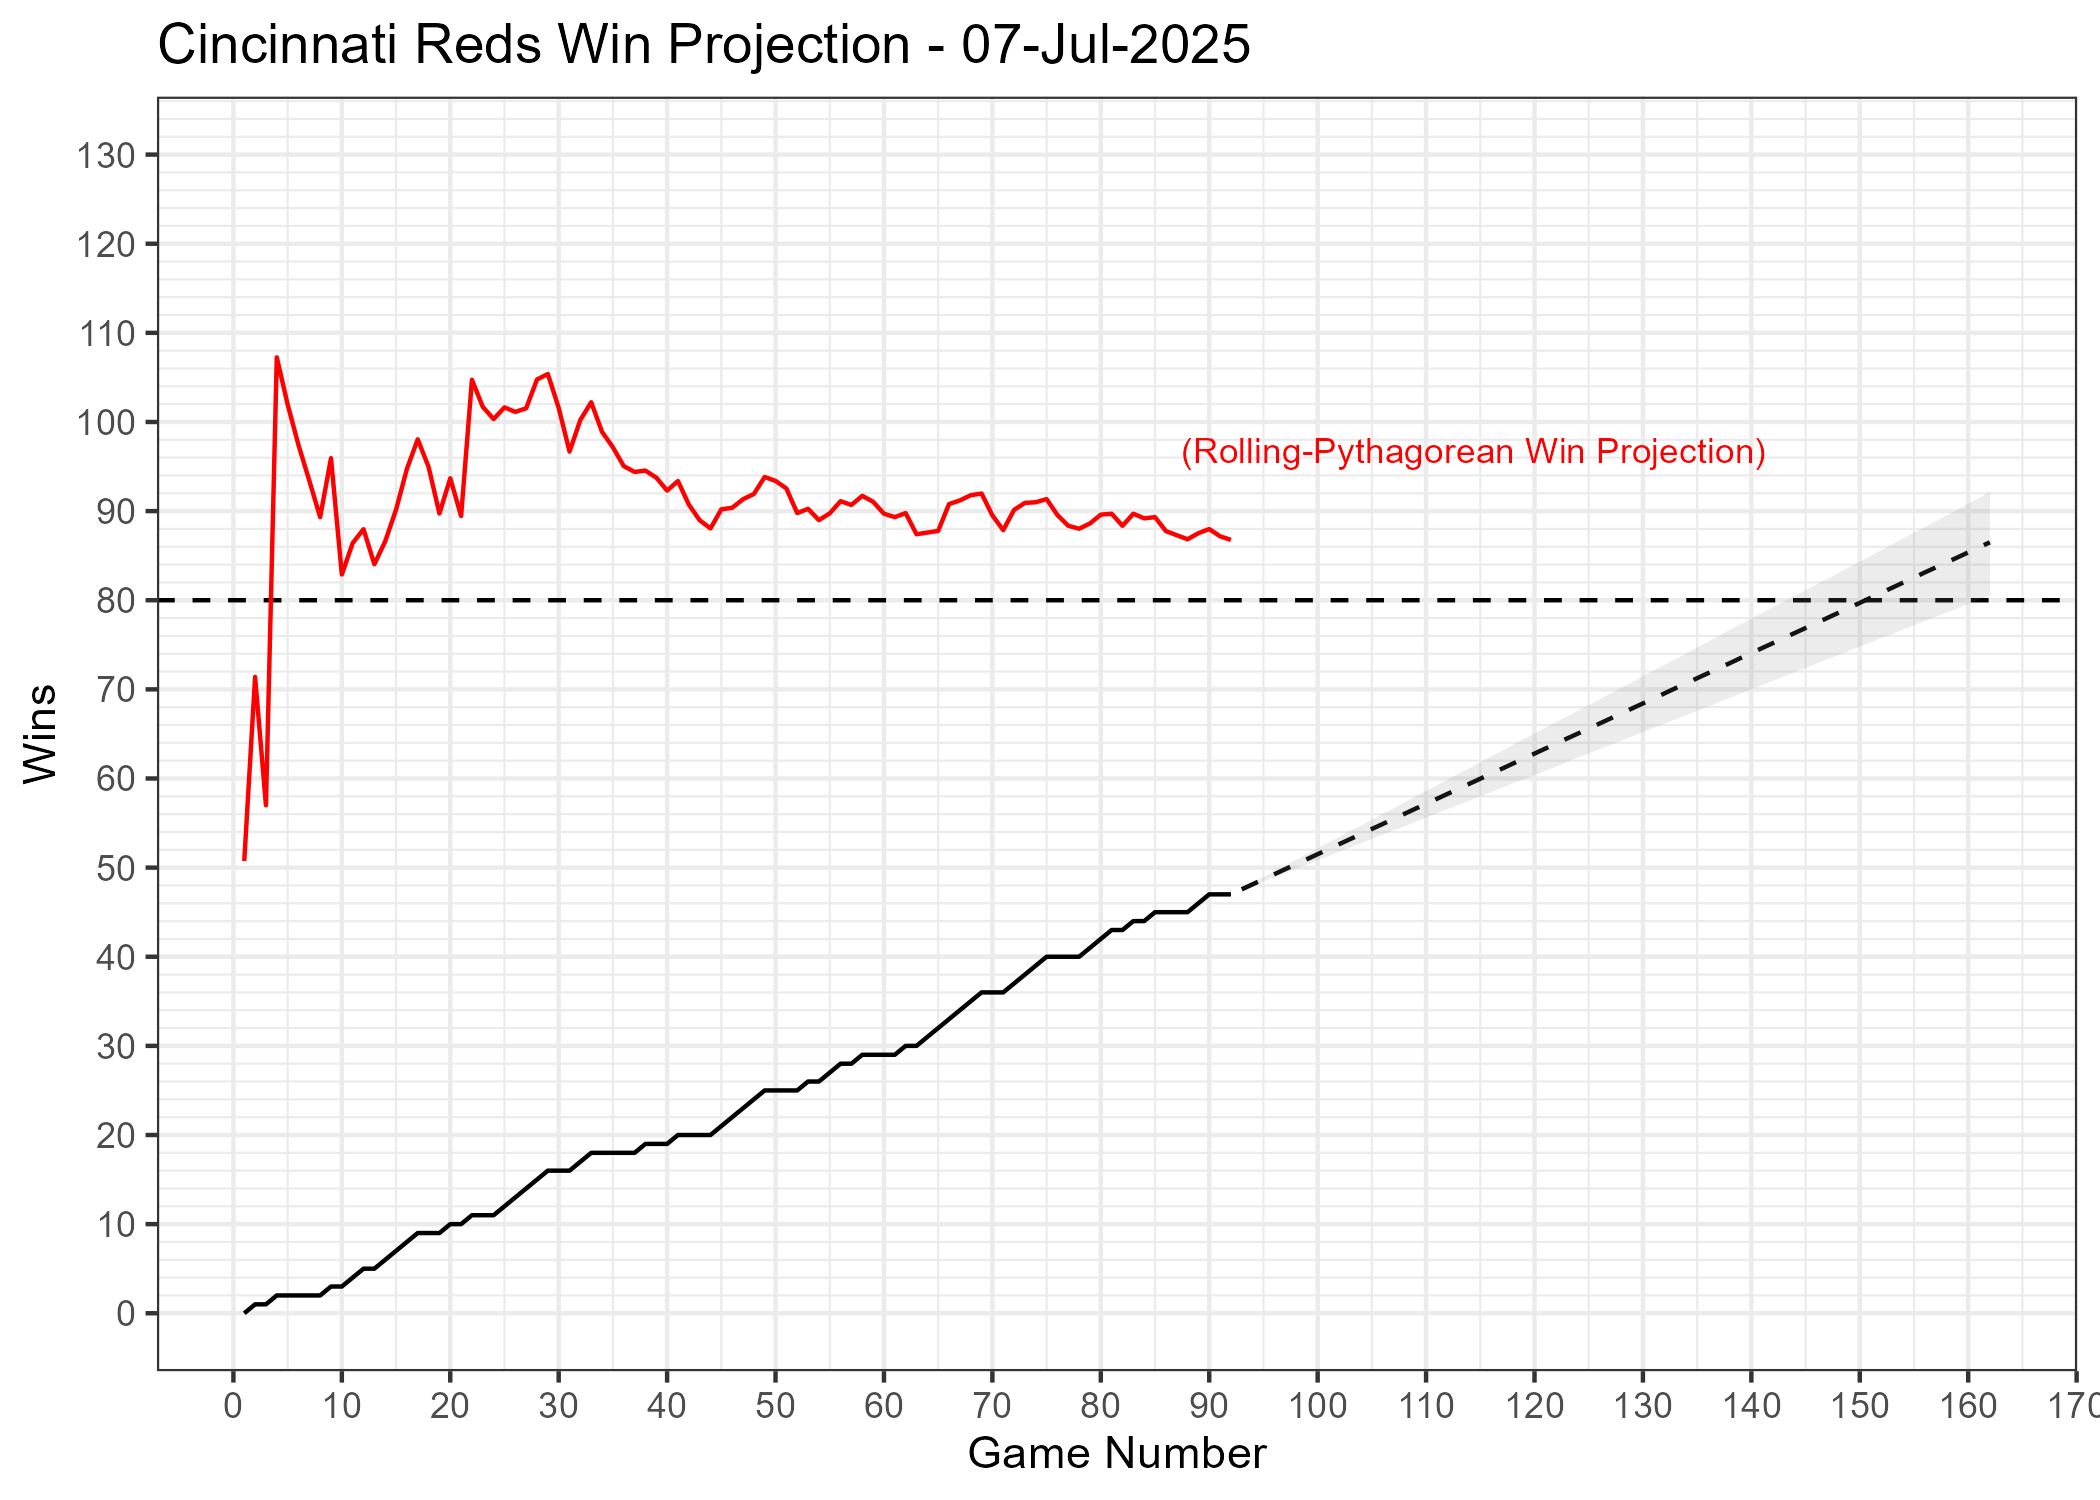 Cincinnati Reds Win Projection - 07-Jul-2025
130
120
110
100
90
80
70
60
50
40
30
20
10
0
Wins
(Rolling-Pythagorean Win Projection)
0 10 20 30 40 50 60 70 80 90 100 110 120 130 140 150 160 170
Game Number